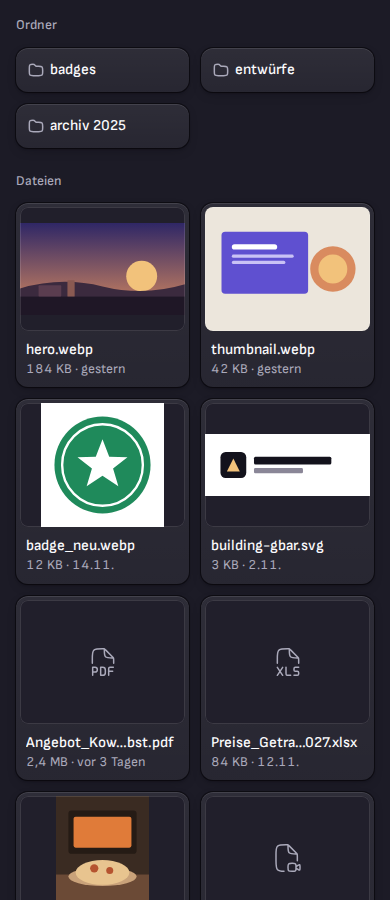 Ordner
badges
entwürfe
archiv 2025
Dateien
hero.webp
184 KB · gestern
thumbnail.webp
42 KB · gestern
badge_neu.webp
12 KB · 14.11.
building-gbar.svg
3 KB · 2.11.
PDF
XLS
Angebot_Kow...bst.pdf
2,4 MB · vor 3 Tagen
Preise_Getra...027.xlsx
84 KB · 12.11.